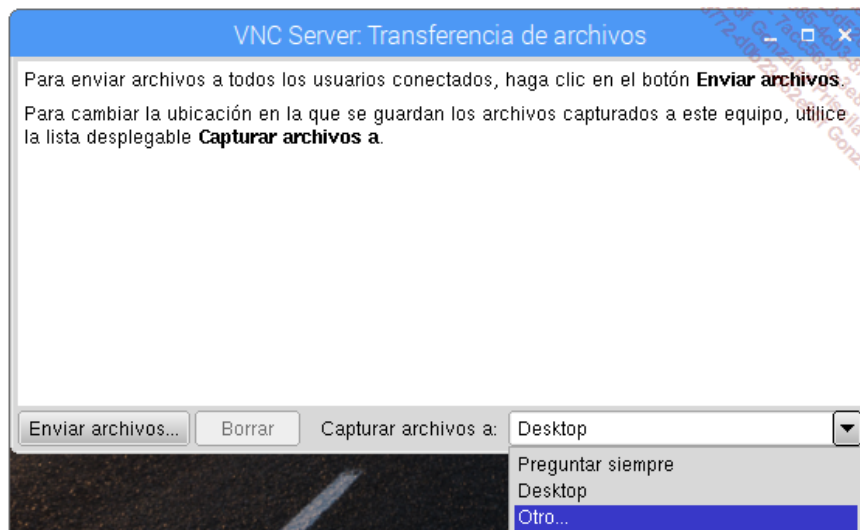 VNC Server: Transferencia de archivos
Para enviar archivos a todos los usuarios conectados, haga clic en el botón Enviar archivos.
Para cambiar la ubicación en la que se guardan los archivos capturados a este equipo, utilice
la lista desplegable Capturar archivos a.
Enviar archivos... Borrar Capturar archivos a: Desktop
Preguntar siempre
Desktop
Otro...